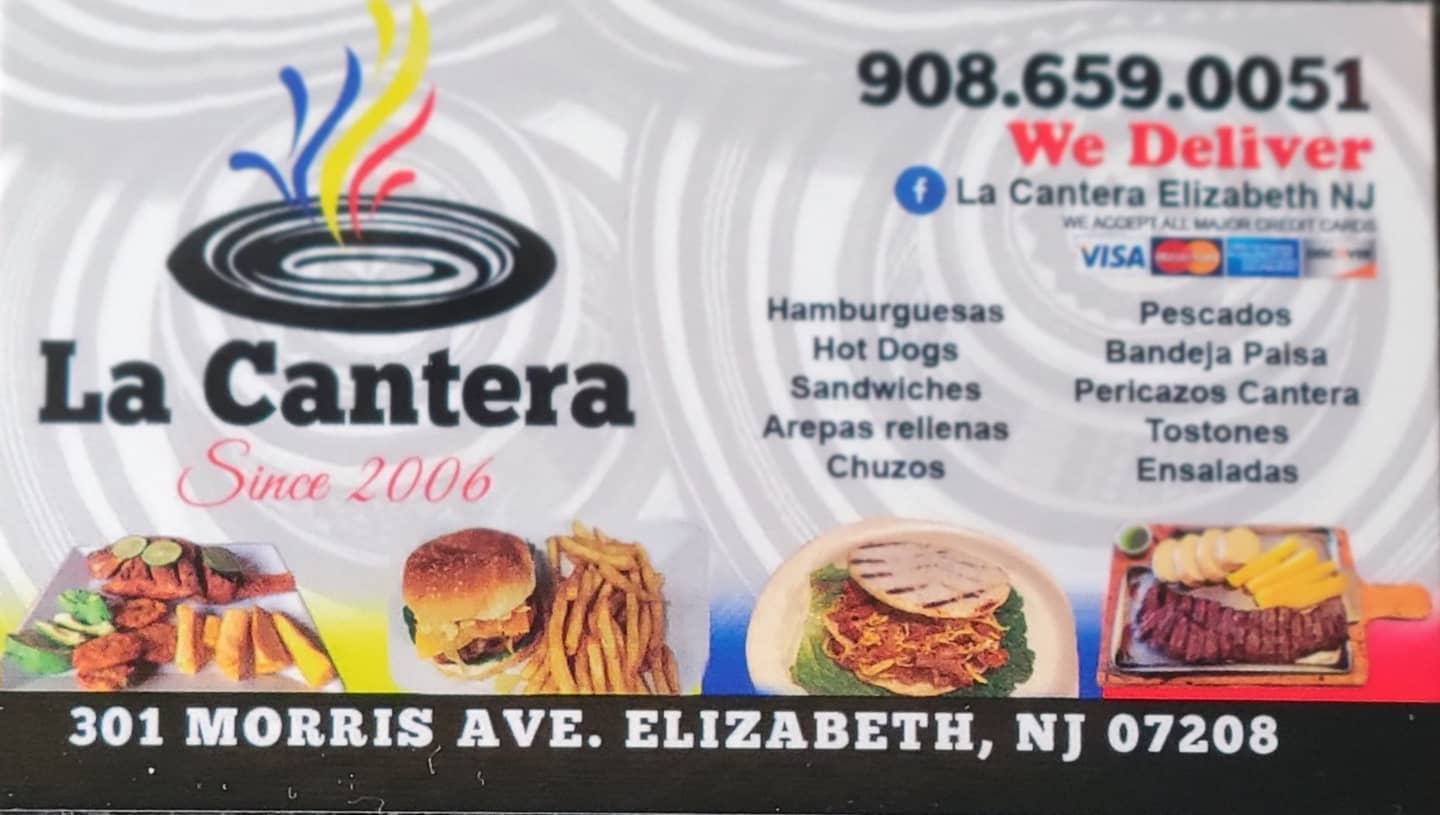 La Cantera
Since 2006
908.659.0051
We Deliver
f La Cantera Elizabeth NJ
WE ACCEPT ALL MAJOR CREDIT CARDS
VISA MasterCard DISCOVER
Hamburguesas
Hot Dogs
Sandwiches
Arepas rellenas
Chuzos
Pescados
Bandeja Paisa
Pericazos Cantera
Tostones
Ensaladas
301 MORRIS AVE. ELIZABETH, NJ 07208